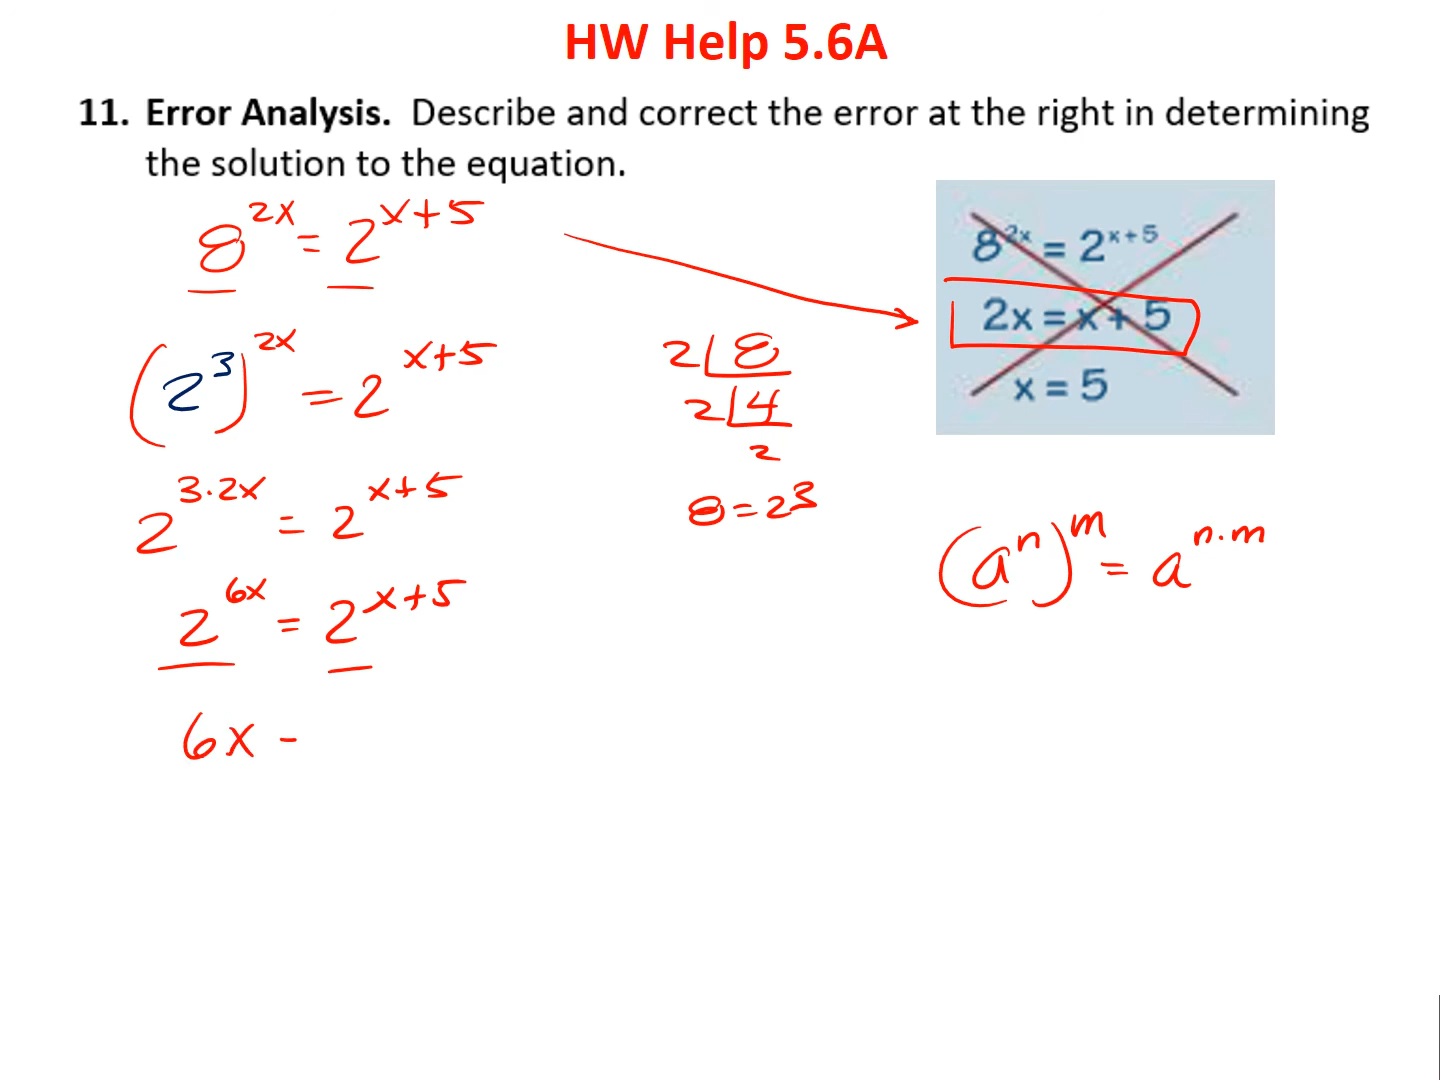 HW Help 5.6A
11. Error Analysis. Describe and correct the error at the right in determining
the solution to the equation.
8^{2x} = 2^{x+5}
(2^3)^{2x} = 2^{x+5}
2^{3·2x} = 2^{x+5}
2^{6x} = 2^{x+5}
6x -
2 8
2 4
2
8 = 2^3
8^{2x} = 2^{x+5}
2x = x + 5
x = 5
(a^n)^m = a^{n·m}